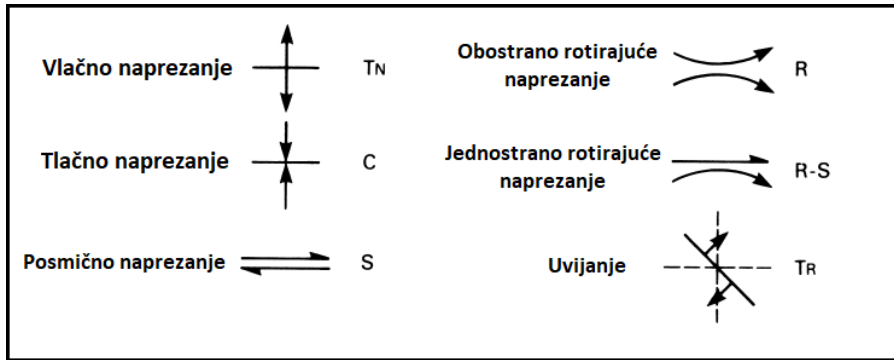 Vlačno naprezanje TN
Tlačno naprezanje C
Posmično naprezanje S
Obostrano rotirajuće
naprezanje R
Jednostrano rotirajuće
naprezanje R-S
Uvijanje TR